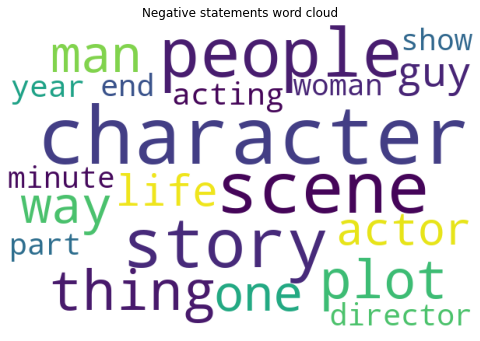 Negative statements word cloud
man people show
year end acting woman guy
character
minute life scene
way story actor
part
thing one plot
director